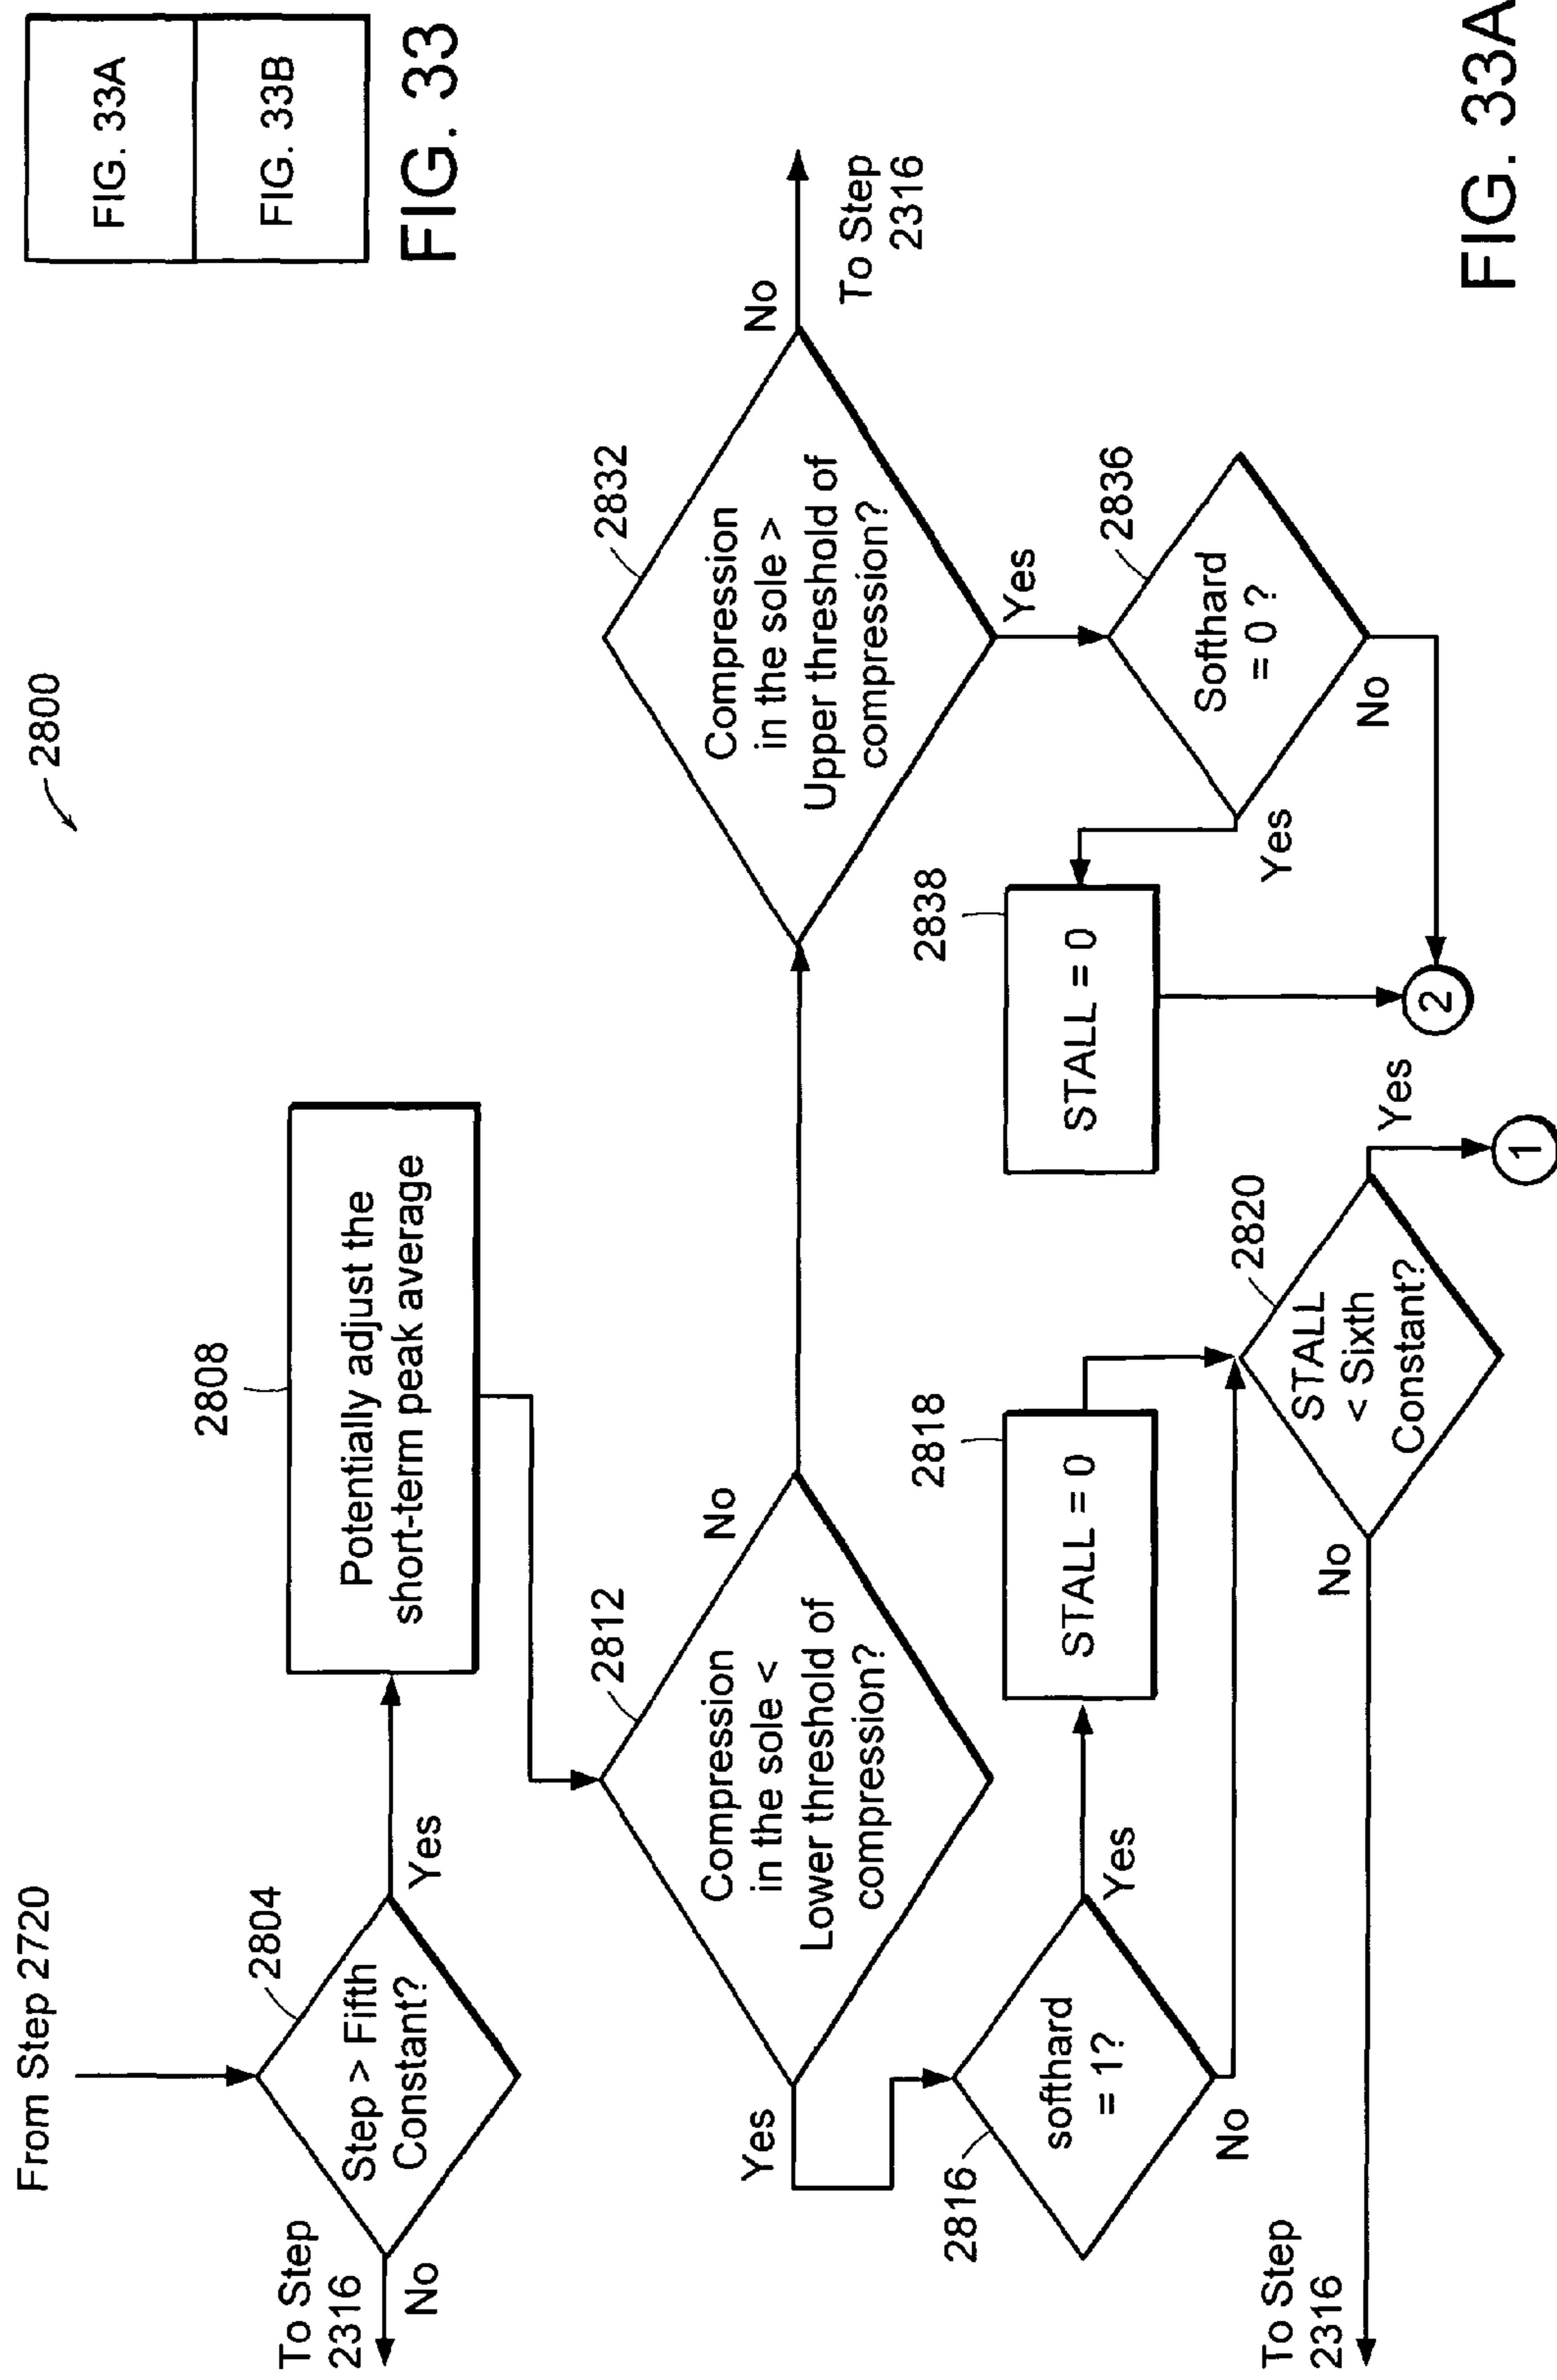 FIG. 33A
FIG. 33B
FIG. 33
2800
From Step 2720
2804
Step > Fifth
Constant?
To Step
2316
No
Yes
2808
Potentially adjust the
short-term peak average
2812
Compression
in the sole <
Lower threshold of
compression?
Yes
No
2832
Compression
in the sole >
Upper threshold of
compression?
No
To Step
2316
Yes
2816
softhard
= 1?
Yes
No
2818
STALL = 0
2820
STALL
< Sixth
Constant?
No
To Step
2316
Yes
1
2836
Softhard
= 0 ?
Yes
No
2838
STALL = 0
2
FIG. 33A